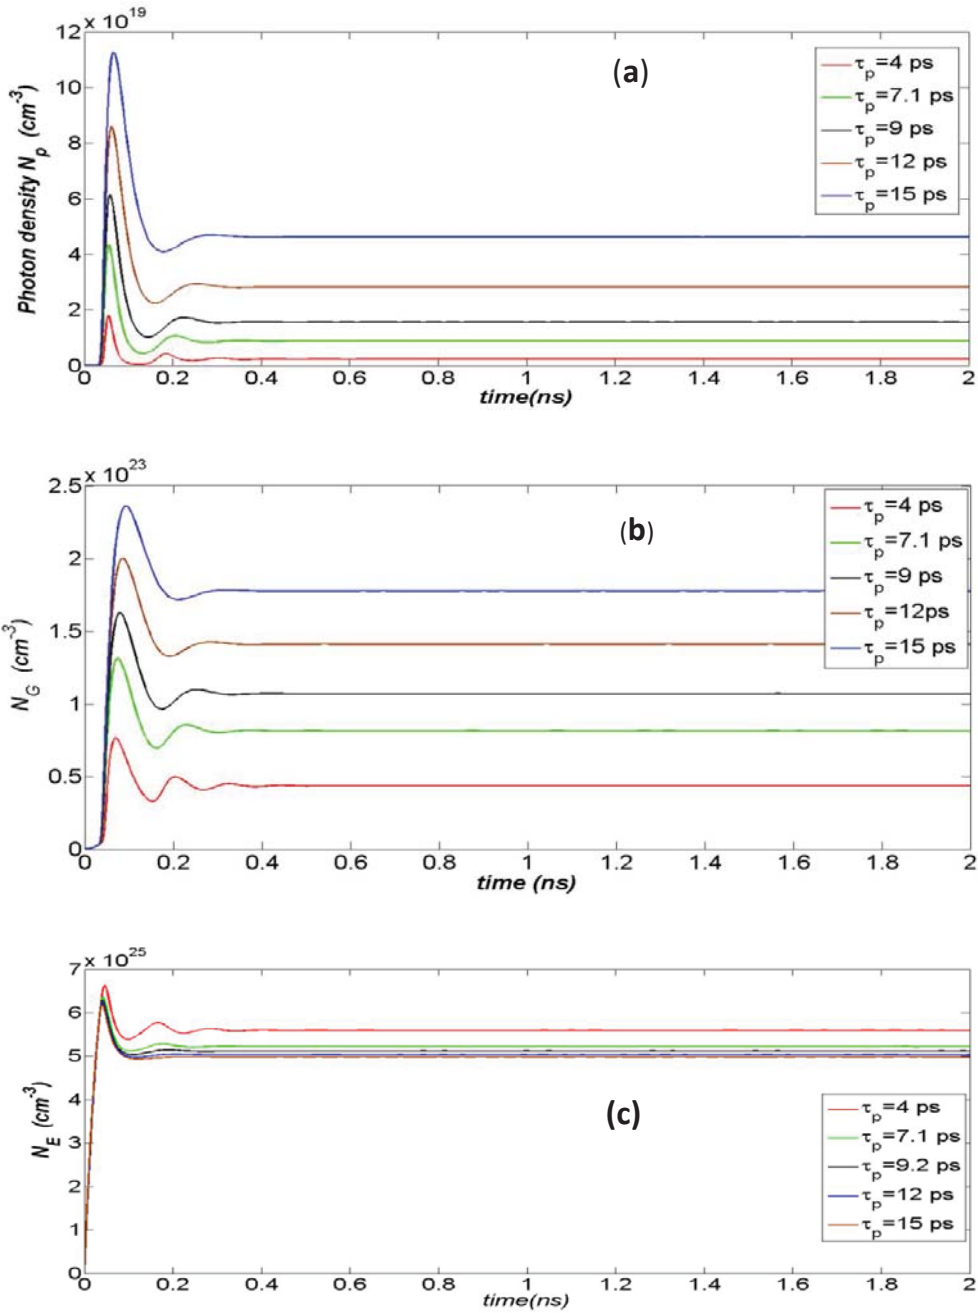 × 10^19
12
10
8
6
4
2
0
Photon density N_p (cm^-3)
(a)
τ_p=4 ps
τ_p=7.1 ps
τ_p=9 ps
τ_p=12 ps
τ_p=15 ps
0 0.2 0.4 0.6 0.8 1 1.2 1.4 1.6 1.8 2
time(ns)
× 10^23
2.5
2
1.5
1
0.5
0
N_G (cm^-3)
(b)
τ_p=4 ps
τ_p=7.1 ps
τ_p=9 ps
τ_p=12ps
τ_p=15 ps
0 0.2 0.4 0.6 0.8 1 1.2 1.4 1.6 1.8 2
time (ns)
× 10^25
7
6
5
4
3
2
1
0
N_E (cm^-3)
(c)
τ_p=4 ps
τ_p=7.1 ps
τ_p=9.2 ps
τ_p=12 ps
τ_p=15 ps
0 0.2 0.4 0.6 0.8 1 1.2 1.4 1.6 1.8 2
time(ns)